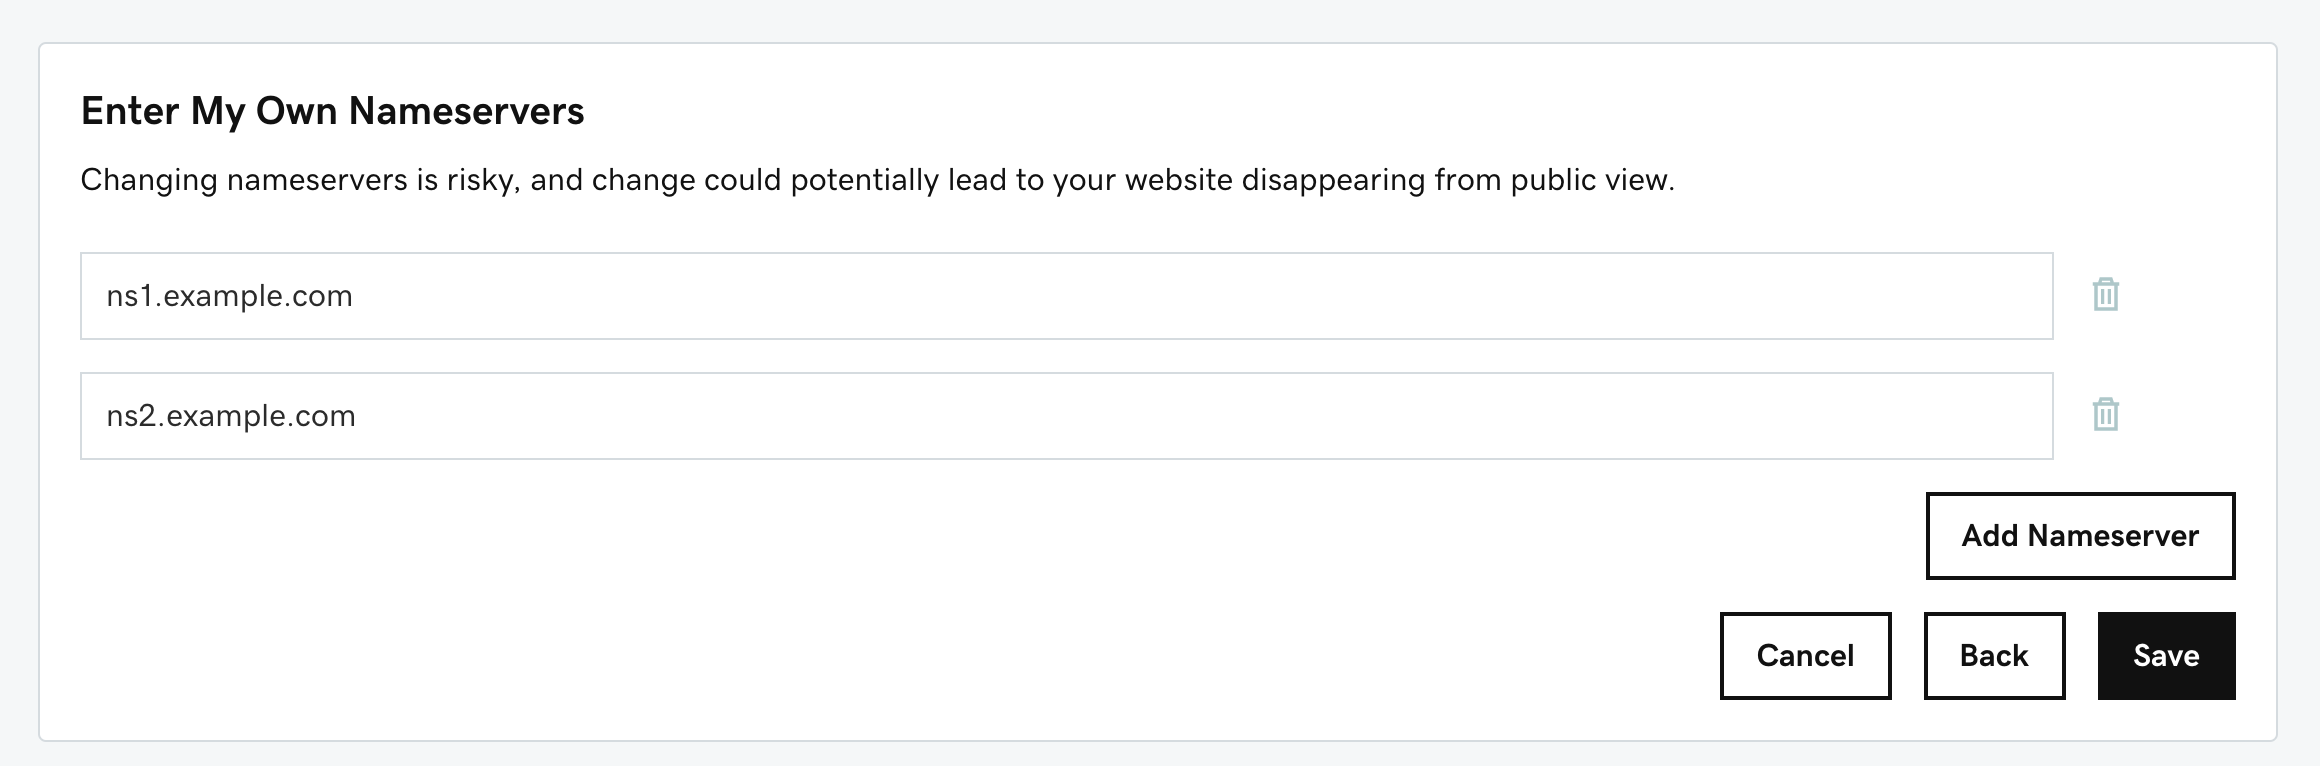 Enter My Own Nameservers
Changing nameservers is risky, and change could potentially lead to your website disappearing from public view.
ns1.example.com
ns2.example.com
Add Nameserver
Cancel
Back
Save